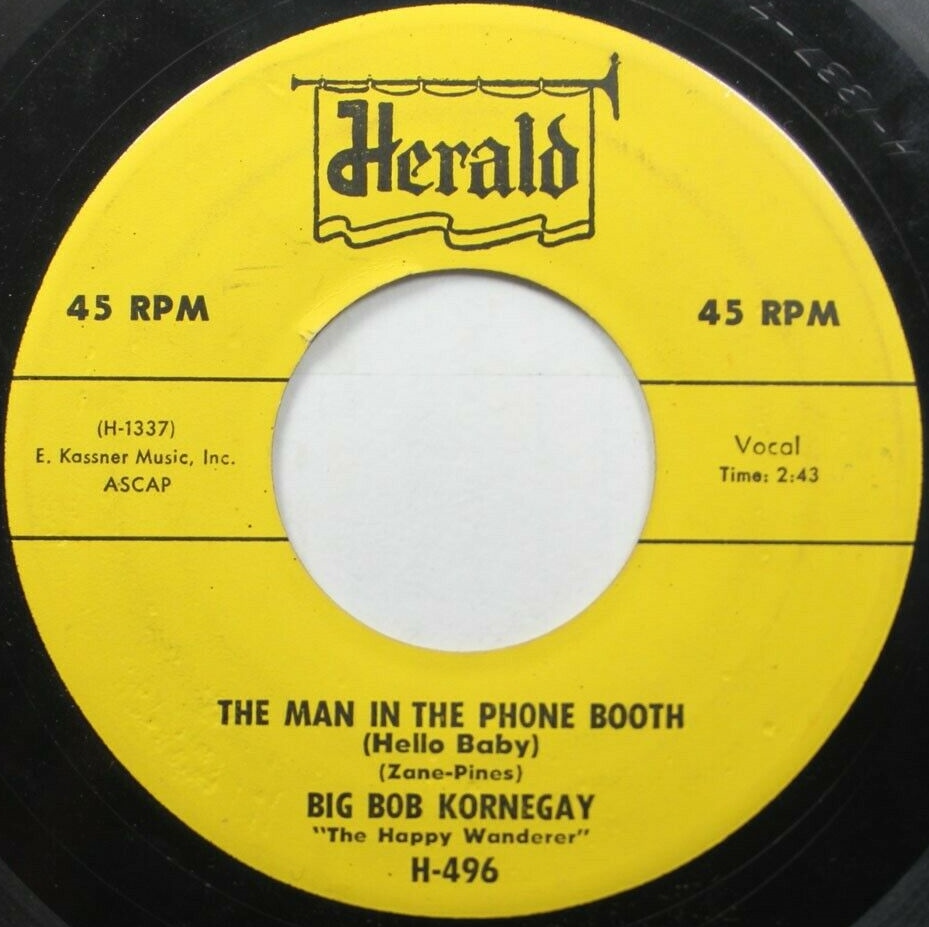 Herald
45 RPM
45 RPM
(H-1337)
E. Kassner Music, Inc.
ASCAP
Vocal
Time: 2:43
THE MAN IN THE PHONE BOOTH
(Hello Baby)
(Zane-Pines)
BIG BOB KORNEGAY
"The Happy Wanderer"
H-496